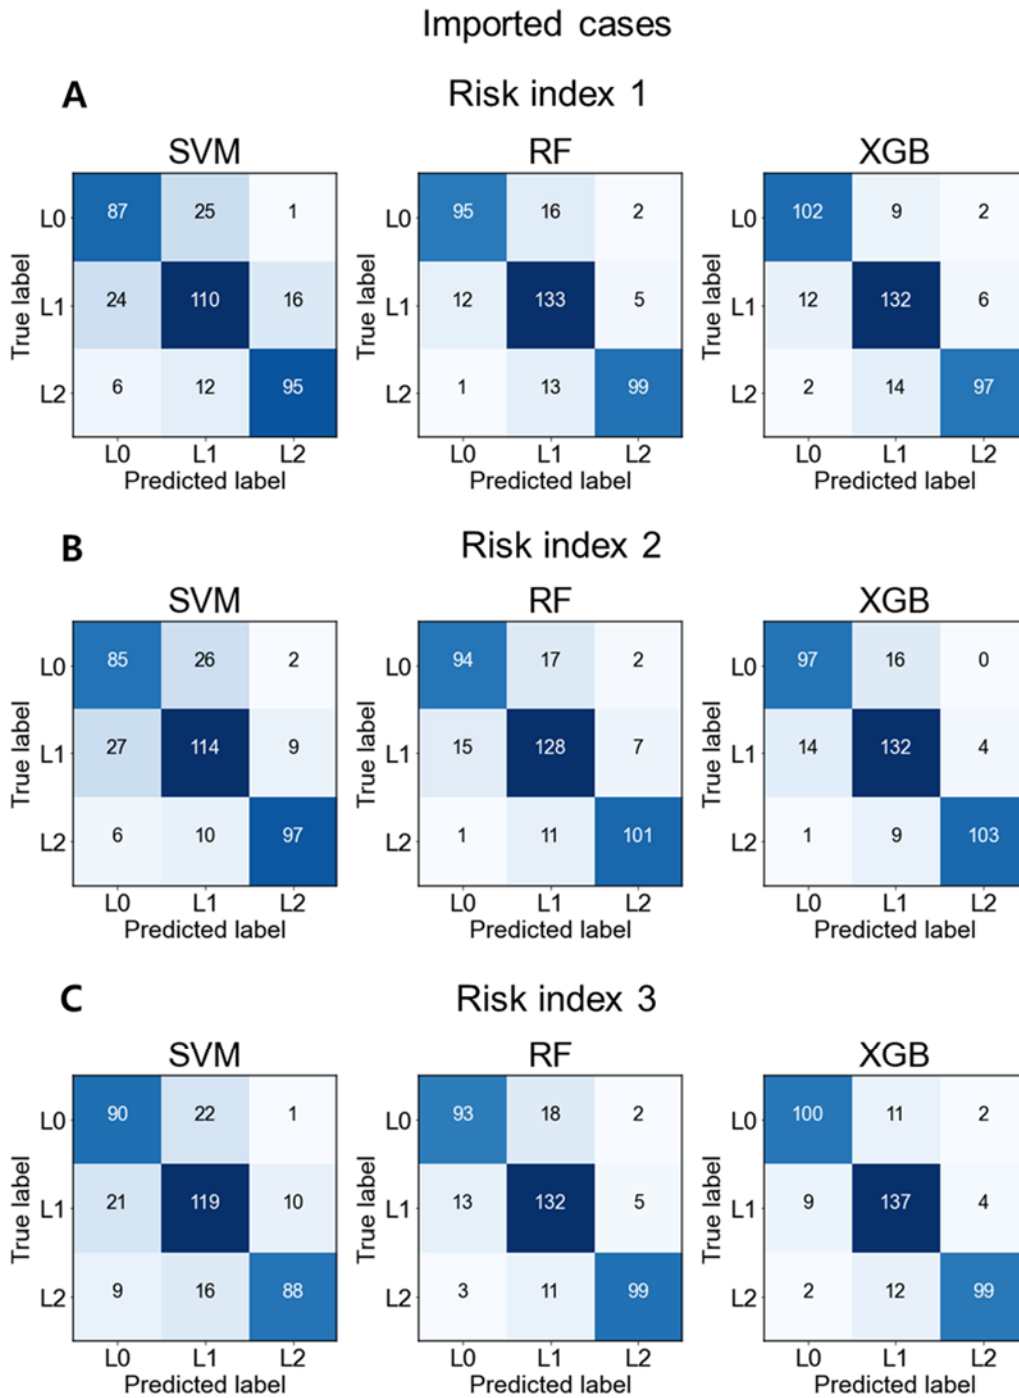 Imported cases
A Risk index 1
SVM RF XGB
L0 87 25 1 L0 95 16 2 L0 102 9 2
True label True label True label
L1 24 110 16 L1 12 133 5 L1 12 132 6
L2 6 12 95 L2 1 13 99 L2 2 14 97
L0 L1 L2 L0 L1 L2 L0 L1 L2
Predicted label Predicted label Predicted label
B Risk index 2
SVM RF XGB
L0 85 26 2 L0 94 17 2 L0 97 16 0
True label True label True label
L1 27 114 9 L1 15 128 7 L1 14 132 4
L2 6 10 97 L2 1 11 101 L2 1 9 103
L0 L1 L2 L0 L1 L2 L0 L1 L2
Predicted label Predicted label Predicted label
C Risk index 3
SVM RF XGB
L0 90 22 1 L0 93 18 2 L0 100 11 2
True label True label True label
L1 21 119 10 L1 13 132 5 L1 9 137 4
L2 9 16 88 L2 3 11 99 L2 2 12 99
L0 L1 L2 L0 L1 L2 L0 L1 L2
Predicted label Predicted label Predicted label